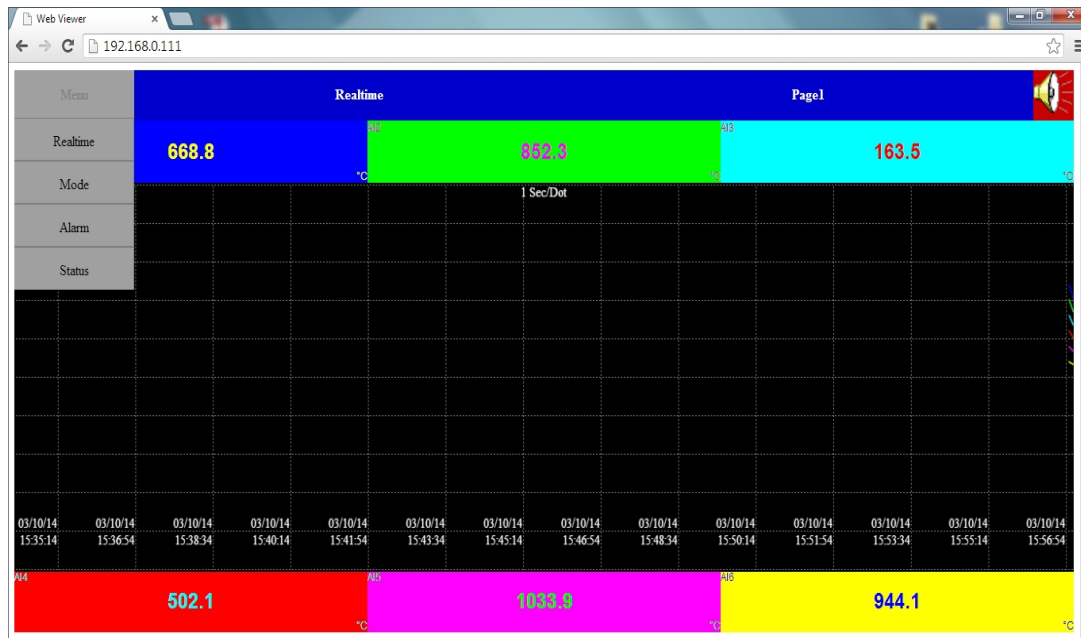 Web Viewer
192.168.0.111
Menu Realtime Page1
Realtime
Mode
Alarm
Status
668.8 °C
AI2 852.3 °C
AI3 163.5 °C
1 Sec/Dot
03/10/14 03/10/14 03/10/14 03/10/14 03/10/14 03/10/14 03/10/14 03/10/14 03/10/14 03/10/14 03/10/14 03/10/14 03/10/14 03/10/14
15:35:14 15:36:54 15:38:34 15:40:14 15:41:54 15:43:34 15:45:14 15:46:54 15:48:34 15:50:14 15:51:54 15:53:34 15:55:14 15:56:54
AI4 502.1 °C
AI5 1033.9 °C
AI6 944.1 °C